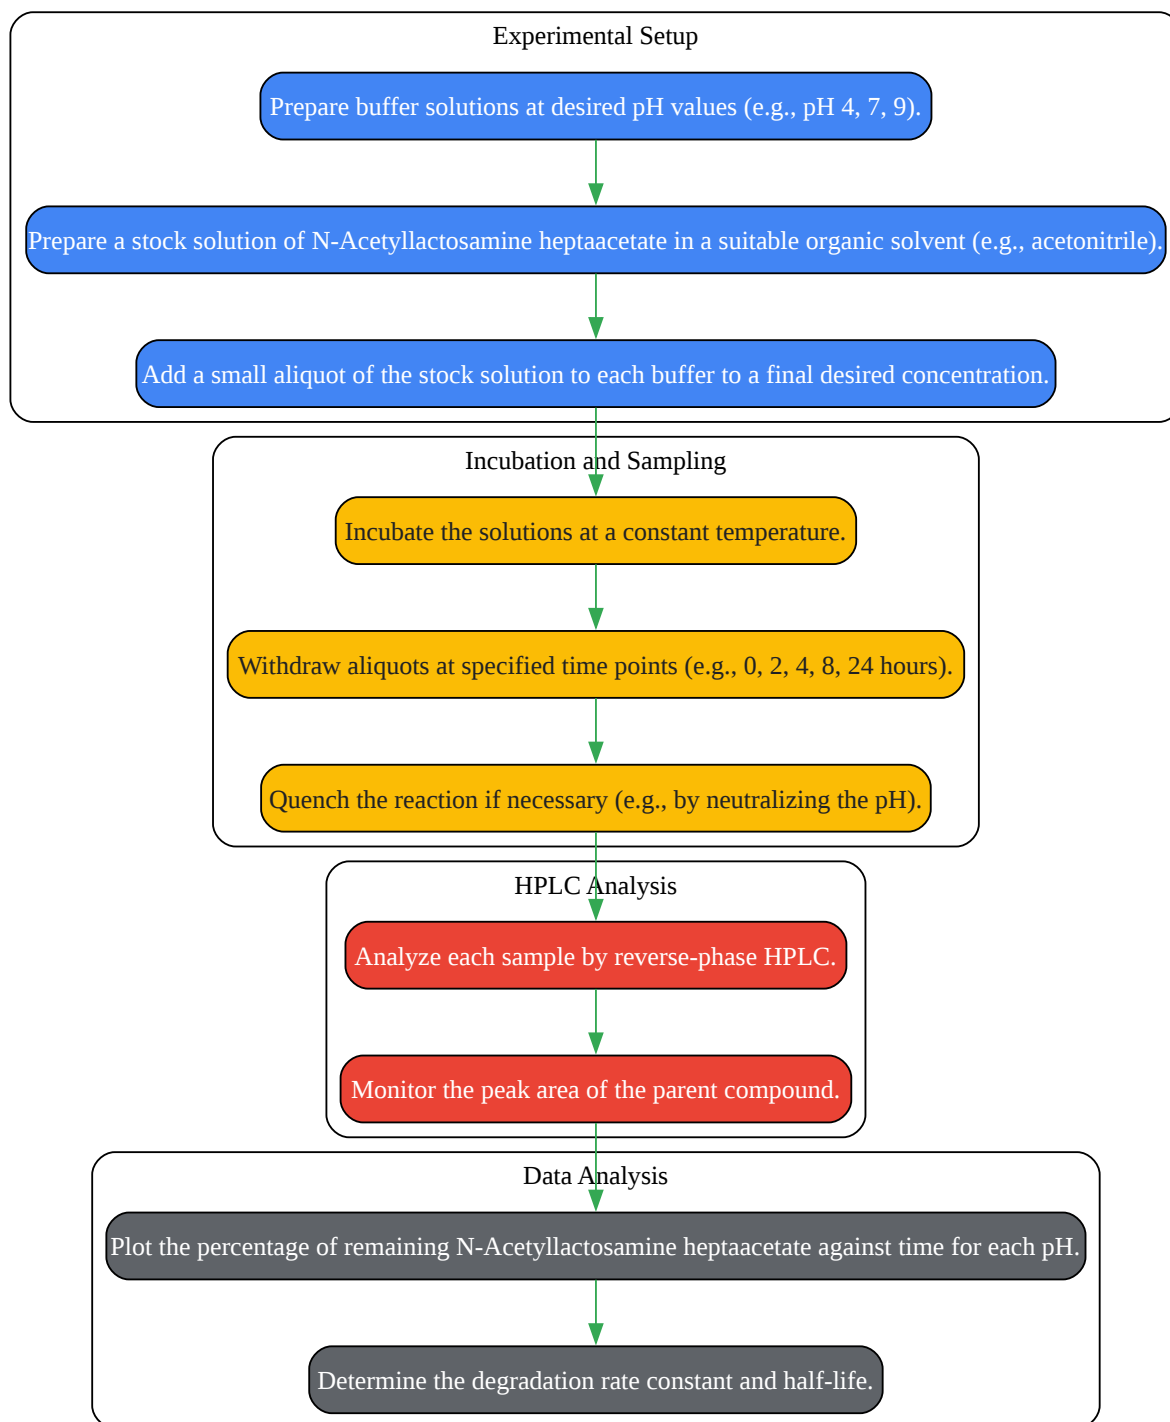 Experimental Setup
Prepare buffer solutions at desired pH values (e.g., pH 4, 7, 9).
Prepare a stock solution of N-Acetyllactosamine heptaacetate in a suitable organic solvent (e.g., acetonitrile).
Add a small aliquot of the stock solution to each buffer to a final desired concentration.
Incubation and Sampling
Incubate the solutions at a constant temperature.
Withdraw aliquots at specified time points (e.g., 0, 2, 4, 8, 24 hours).
Quench the reaction if necessary (e.g., by neutralizing the pH).
HPLC Analysis
Analyze each sample by reverse-phase HPLC.
Monitor the peak area of the parent compound.
Data Analysis
Plot the percentage of remaining N-Acetyllactosamine heptaacetate against time for each pH.
Determine the degradation rate constant and half-life.